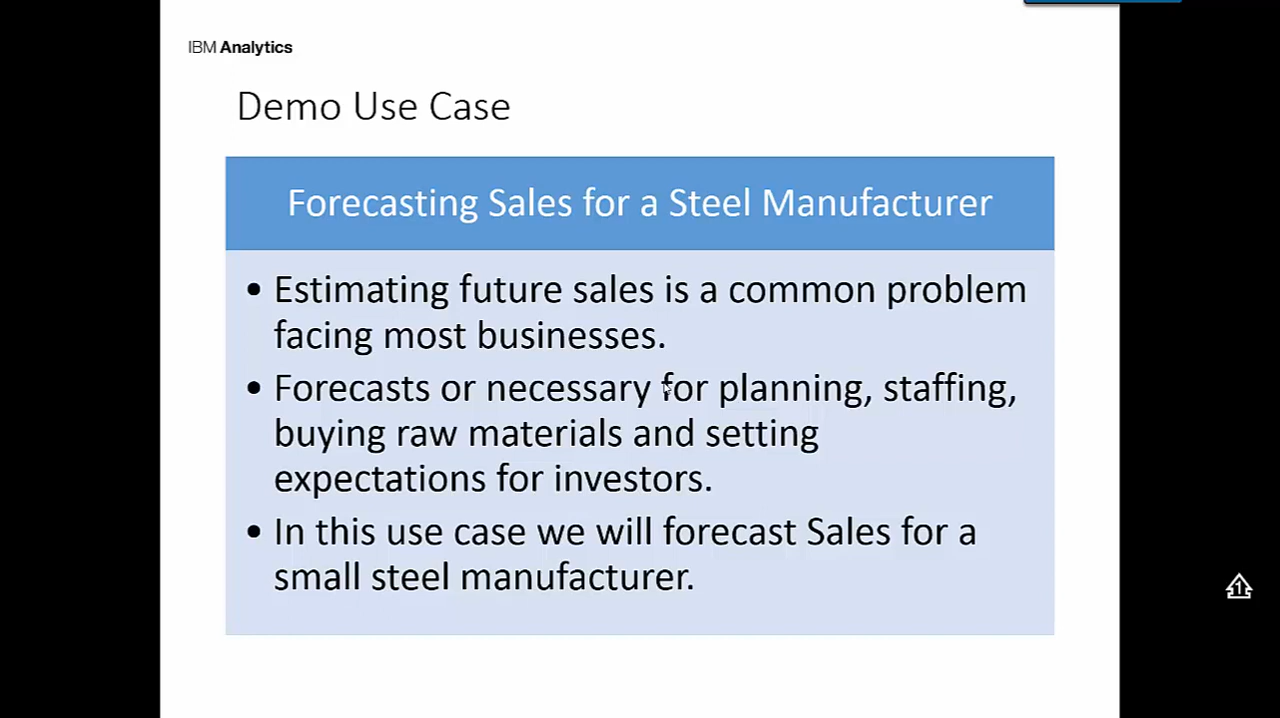 IBM Analytics
Demo Use Case
Forecasting Sales for a Steel Manufacturer
• Estimating future sales is a common problem
facing most businesses.
• Forecasts or necessary for planning, staffing,
buying raw materials and setting
expectations for investors.
• In this use case we will forecast Sales for a
small steel manufacturer.
1